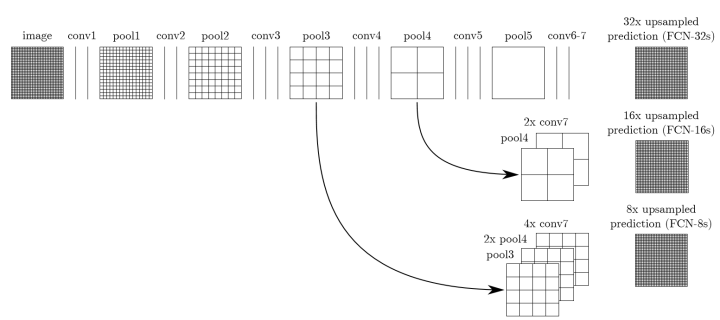 image conv1 pool1 conv2 pool2 conv3 pool3 conv4 pool4 conv5 pool5 conv6-7
32x upsampled
prediction (FCN-32s)
2x conv7
pool4
16x upsampled
prediction (FCN-16s)
4x conv7
2x pool4
pool3
8x upsampled
prediction (FCN-8s)